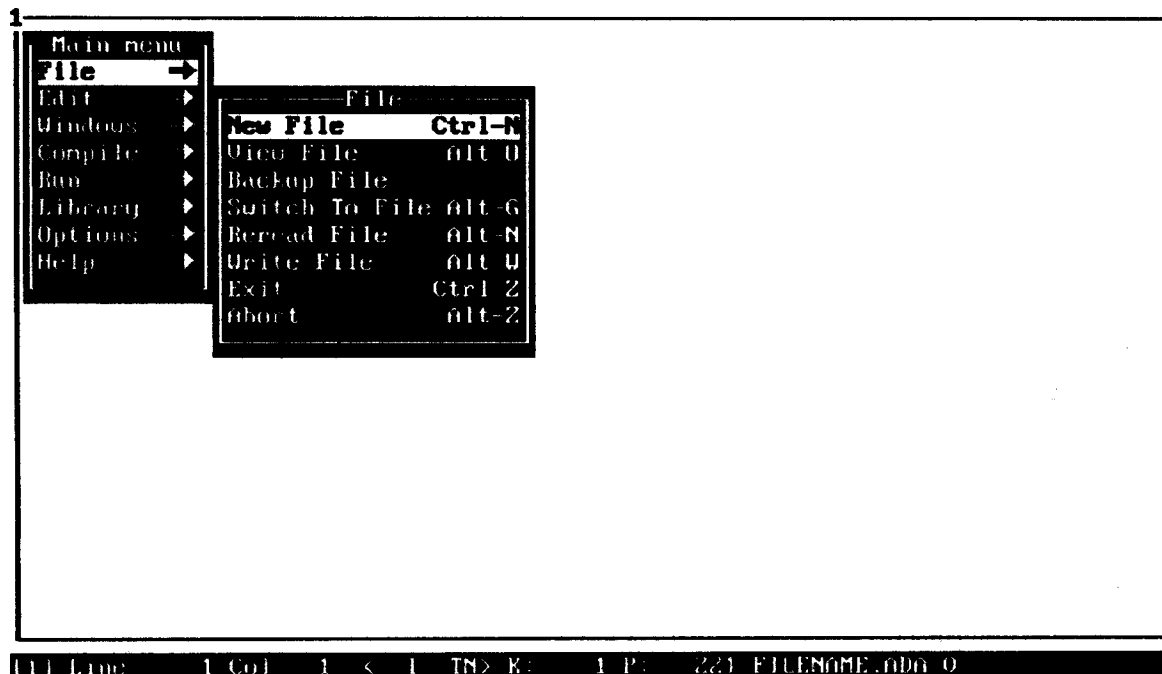 1
Main menu
File
Edit
Windows
Compile
Run
Library
Options
Help
File
New File Ctrl-N
View File Alt
Backup File
Switch To File Alt-G
Reread File Alt-N
Write File Alt W
Exit Ctrl Z
Abort Alt-Z
[1] Line 1 Col 1 < 1 IN> K: 1 P: 221 FILENAME.ADA